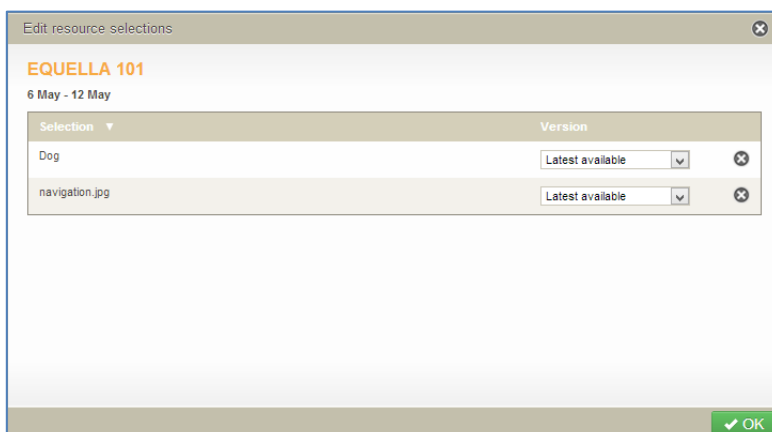 Edit resource selections
EQUELLA 101
6 May - 12 May
Selection ▼ Version
Dog Latest available
navigation.jpg Latest available
OK